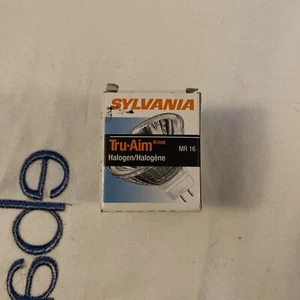 SYLVANIA
Tru-Aim
MR 16
Halogen/Halogène